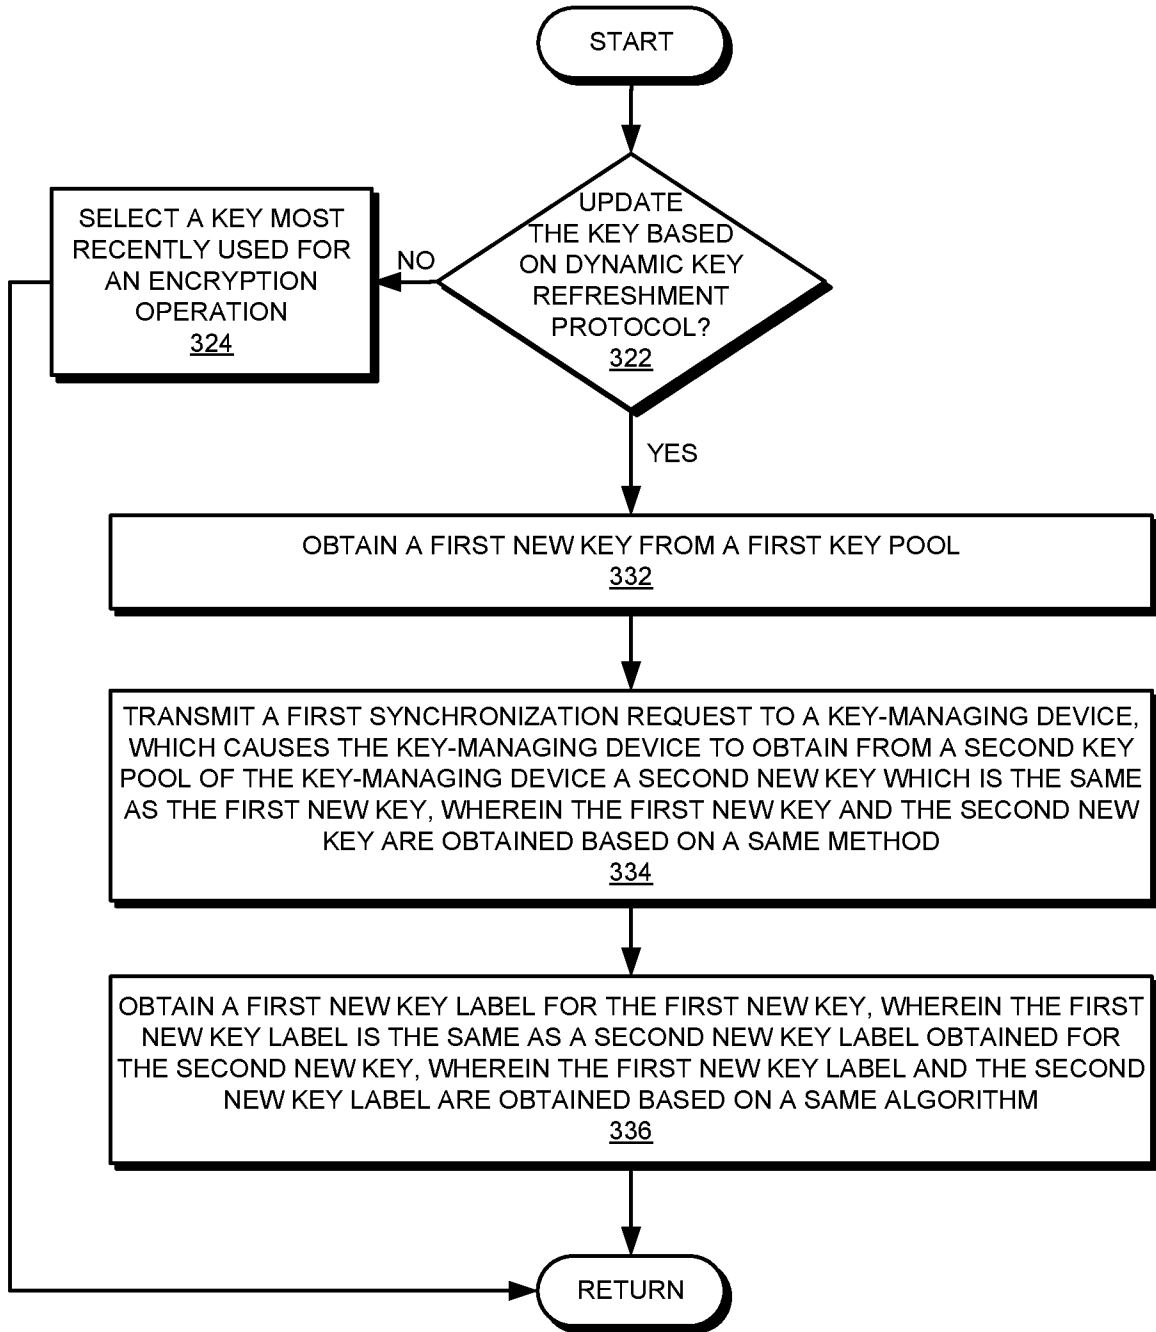 START
UPDATE
THE KEY BASED
ON DYNAMIC KEY
REFRESHMENT
PROTOCOL?
322
NO
SELECT A KEY MOST
RECENTLY USED FOR
AN ENCRYPTION
OPERATION
324
YES
OBTAIN A FIRST NEW KEY FROM A FIRST KEY POOL
332
TRANSMIT A FIRST SYNCHRONIZATION REQUEST TO A KEY-MANAGING DEVICE,
WHICH CAUSES THE KEY-MANAGING DEVICE TO OBTAIN FROM A SECOND KEY
POOL OF THE KEY-MANAGING DEVICE A SECOND NEW KEY WHICH IS THE SAME
AS THE FIRST NEW KEY, WHEREIN THE FIRST NEW KEY AND THE SECOND NEW
KEY ARE OBTAINED BASED ON A SAME METHOD
334
OBTAIN A FIRST NEW KEY LABEL FOR THE FIRST NEW KEY, WHEREIN THE FIRST
NEW KEY LABEL IS THE SAME AS A SECOND NEW KEY LABEL OBTAINED FOR
THE SECOND NEW KEY, WHEREIN THE FIRST NEW KEY LABEL AND THE SECOND
NEW KEY LABEL ARE OBTAINED BASED ON A SAME ALGORITHM
336
RETURN